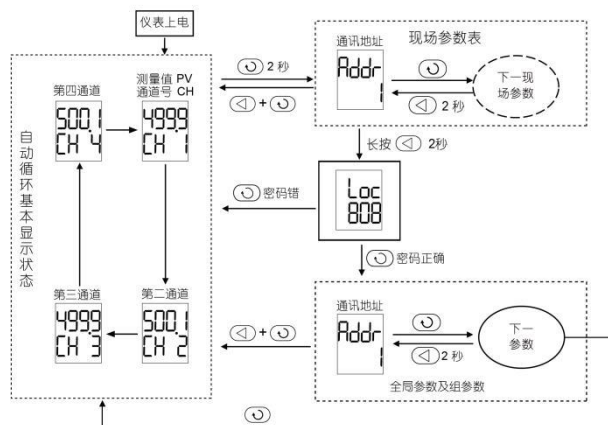 仪表上电
2 秒
通讯地址
现场参数表
Addr
1
下一现
场参数
2 秒
+
测量值 PV
通道号 CH
第四通道
500.1
CH 4
499.9
CH 1
自动循环基本显示状态
长按 2秒
Loc
808
密码错
密码正确
第三通道
499.9
CH 3
第二通道
500.1
CH 2
+
通讯地址
Addr
1
2 秒
下一
参数
全局参数及组参数